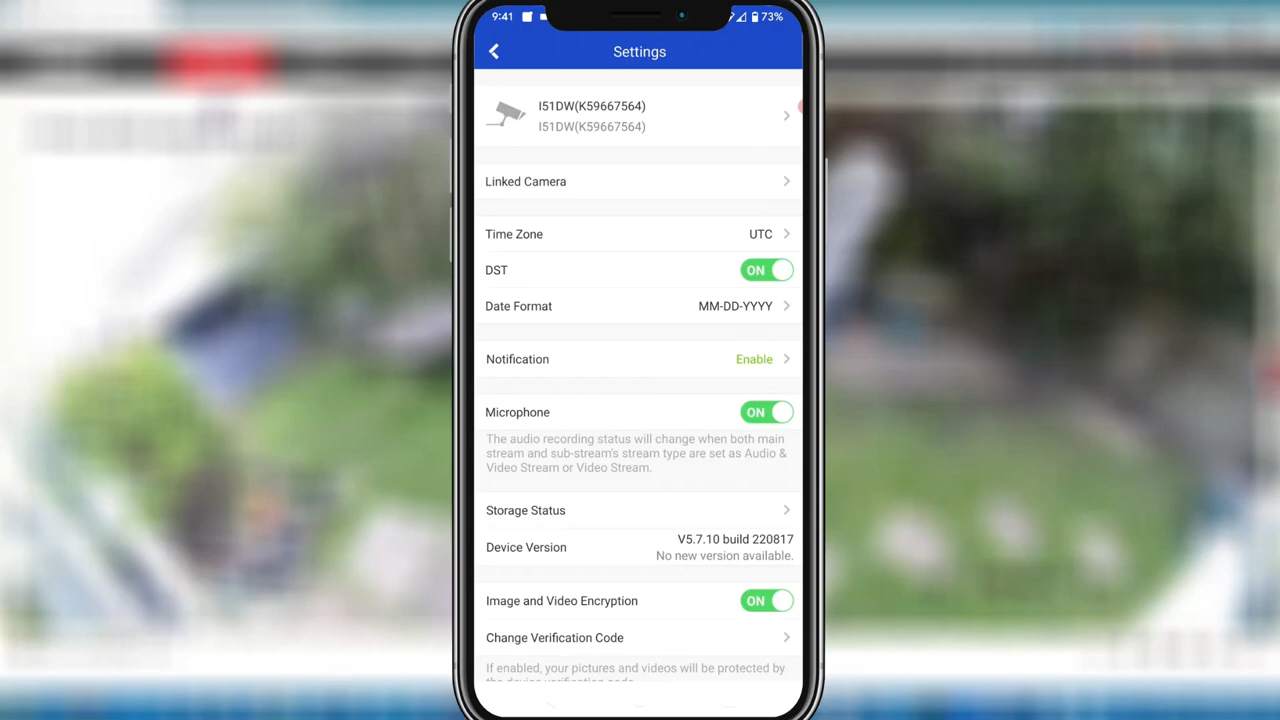 9:41
73%
Settings
I51DW(K59667564)
I51DW(K59667564)
Linked Camera
Time Zone UTC
DST ON
Date Format MM-DD-YYYY
Notification Enable
Microphone ON
The audio recording status will change when both main
stream and sub-stream's stream type are set as Audio &
Video Stream or Video Stream.
Storage Status
Device Version V5.7.10 build 220817
No new version available.
Image and Video Encryption ON
Change Verification Code
If enabled, your pictures and videos will be protected by
the device verification code.